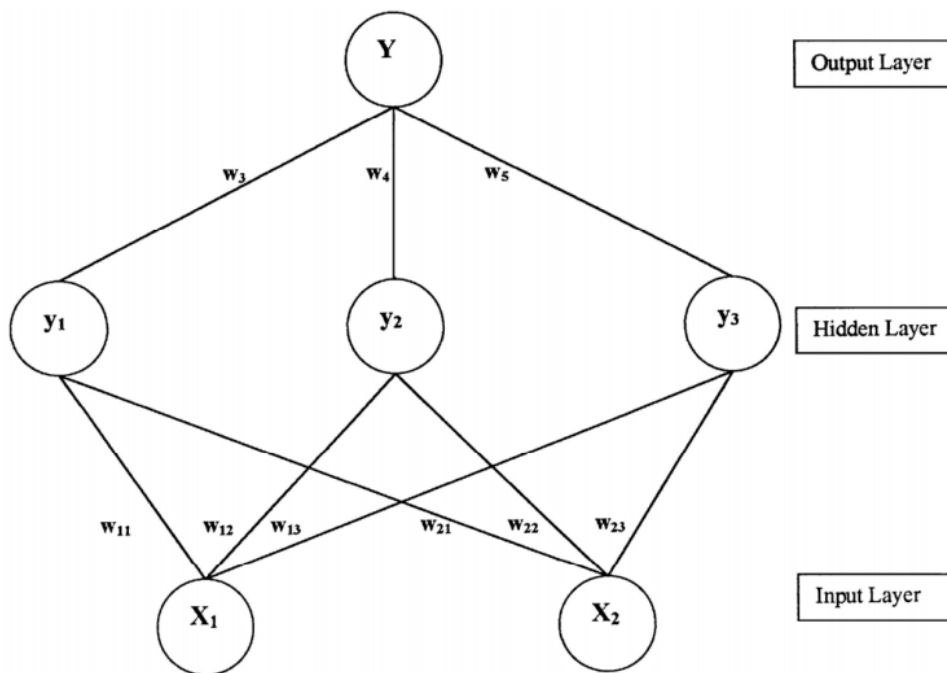 Y
Output Layer
w₃
w₄
w₅
y₁
y₂
y₃
Hidden Layer
w₁₁
w₁₂
w₁₃
w₂₁
w₂₂
w₂₃
X₁
X₂
Input Layer